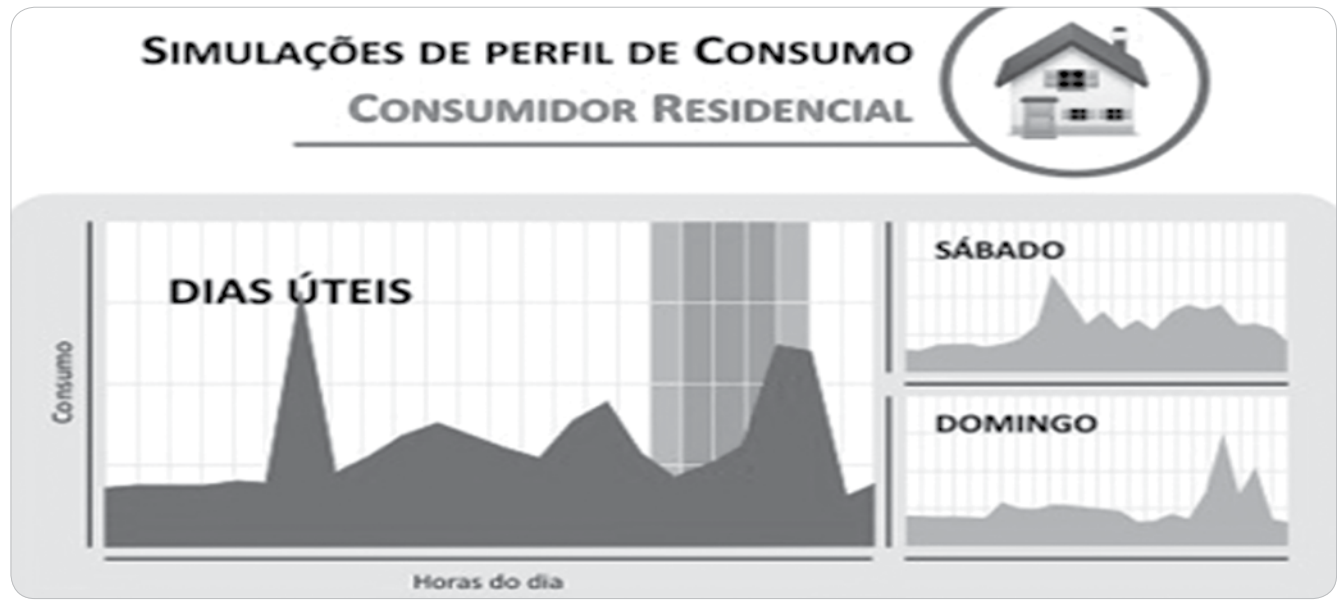 SIMULAÇÕES DE PERFIL DE CONSUMO
CONSUMIDOR RESIDENCIAL
DIAS ÚTEIS
Consumo
Horas do dia
SÁBADO
DOMINGO